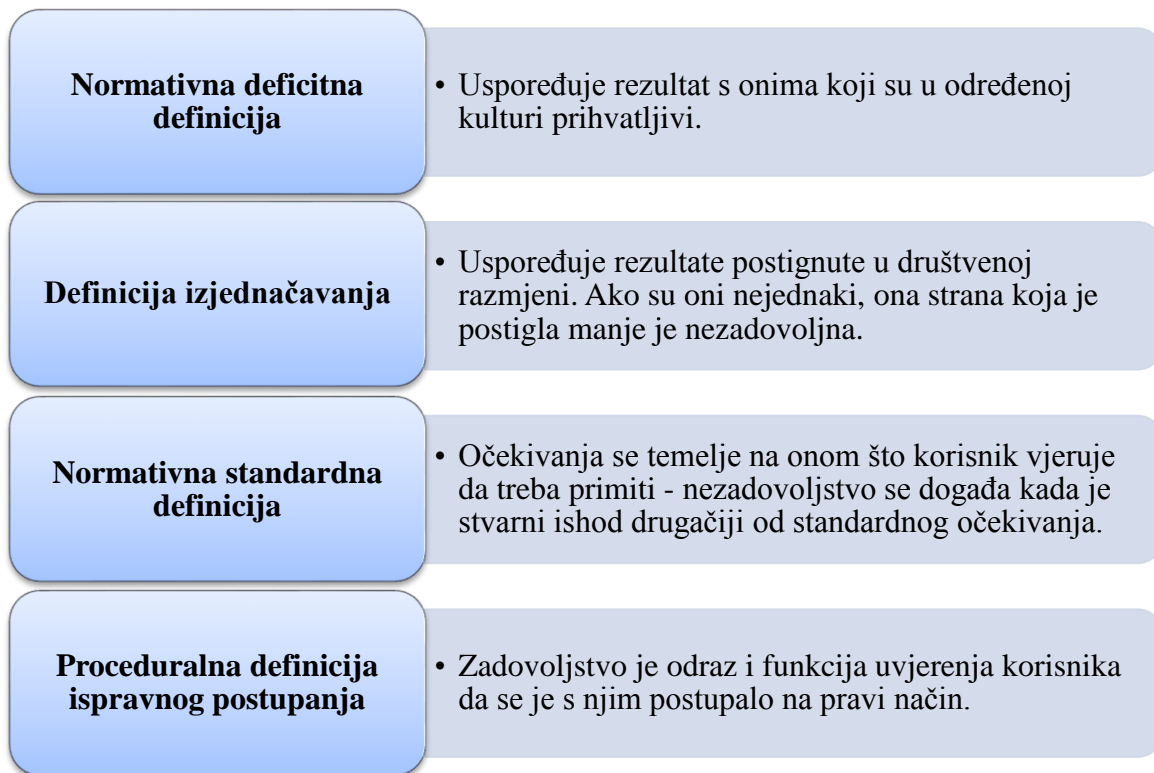 Normativna deficitna
definicija
• Uspoređuje rezultat s onima koji su u određenoj
kulturi prihvatljivi.
Definicija izjednačavanja
• Uspoređuje rezultate postignute u društvenoj
razmjeni. Ako su oni nejednaki, ona strana koja je
postigla manje je nezadovoljna.
Normativna standardna
definicija
• Očekivanja se temelje na onom što korisnik vjeruje
da treba primiti - nezadovoljstvo se događa kada je
stvarni ishod drugačiji od standardnog očekivanja.
Proceduralna definicija
ispravnog postupanja
• Zadovoljstvo je odraz i funkcija uvjerenja korisnika
da se je s njim postupalo na pravi način.